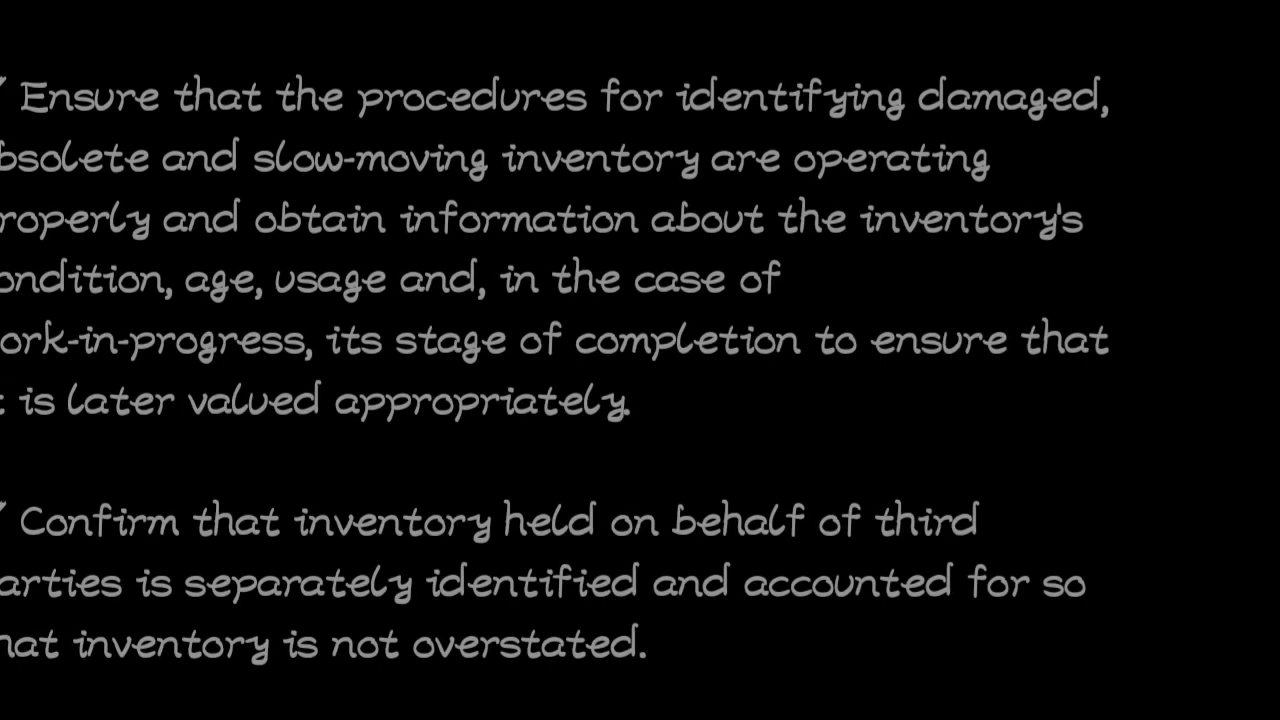 ✓ Ensure that the procedures for identifying damaged,
bsolete and slow-moving inventory are operating
roperly and obtain information about the inventory's
ondition, age, usage and, in the case of
ork-in-progress, its stage of completion to ensure that
t is later valued appropriately.
✓ Confirm that inventory held on behalf of third
arties is separately identified and accounted for so
hat inventory is not overstated.